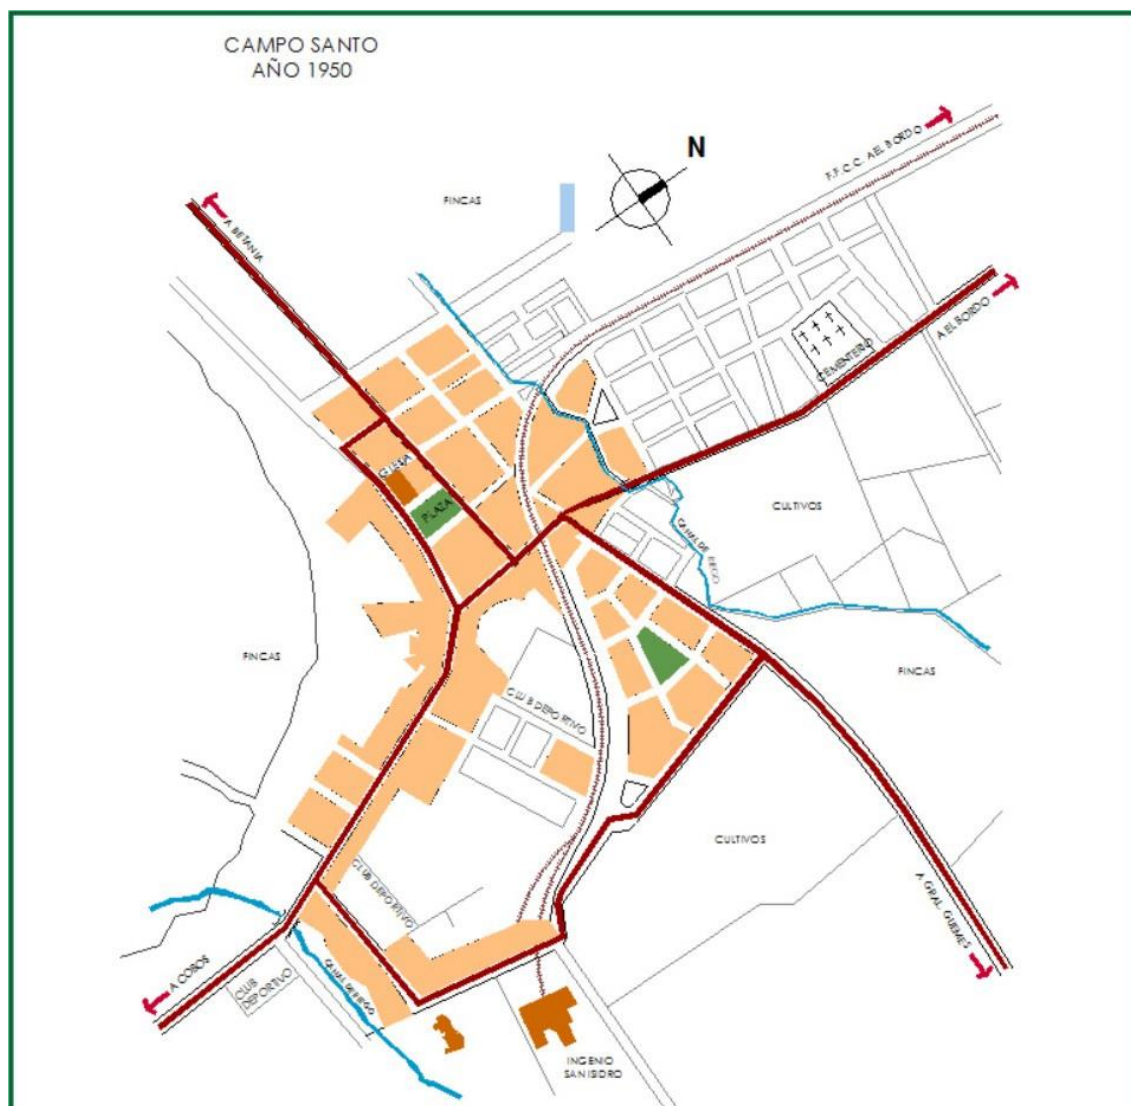 CAMPO SANTO
AÑO 1950
N
F.F.C.C. A EL BORDO
FINCAS
A BETANIA
A EL BORDO
CEMENTERIO
IGLESIA
PLAZA
CULTIVOS
CANAL DE RIEGO
FINCAS
FINCAS
CLUB DEPORTIVO
CULTIVOS
CLUB DEPORTIVO
A GRAL. GUEMES
A COBOS
CLUB
DEPORTIVO
CANAL DE RIEGO
INGENIO
SAN ISIDRO